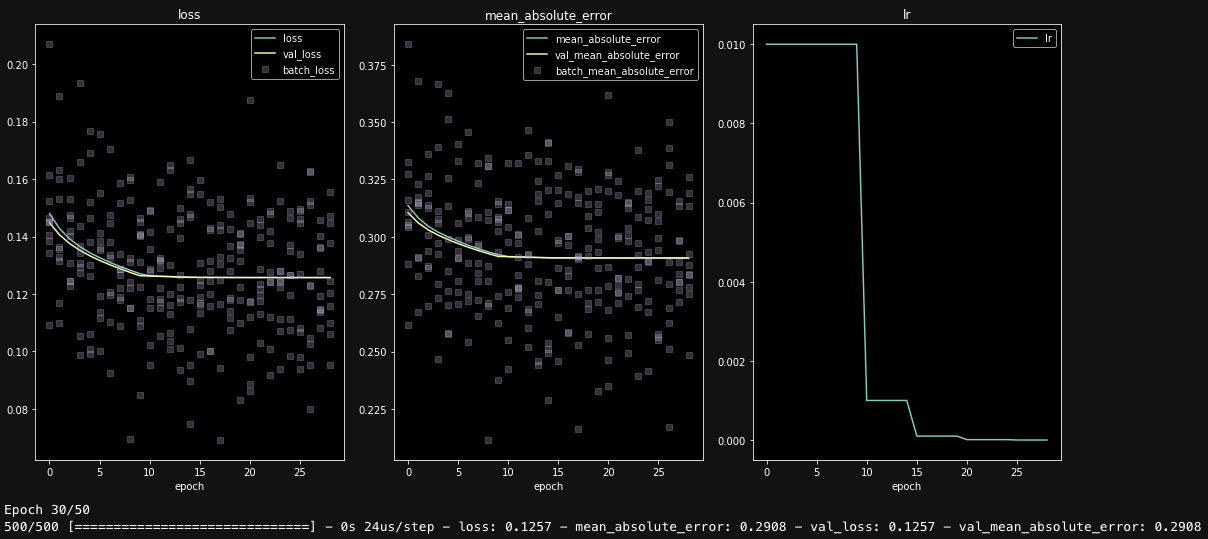 loss
0.20
0.18
0.16
0.14
0.12
0.10
0.08
0 5 10 15 20 25
epoch
loss
val_loss
batch_loss
mean_absolute_error
0.375
0.350
0.325
0.300
0.275
0.250
0.225
0 5 10 15 20 25
epoch
mean_absolute_error
val_mean_absolute_error
batch_mean_absolute_error
lr
0.010
0.008
0.006
0.004
0.002
0.000
0 5 10 15 20 25
epoch
lr
Epoch 30/50
500/500 [==============================] - 0s 24us/step - loss: 0.1257 - mean_absolute_error: 0.2908 - val_loss: 0.1257 - val_mean_absolute_error: 0.2908